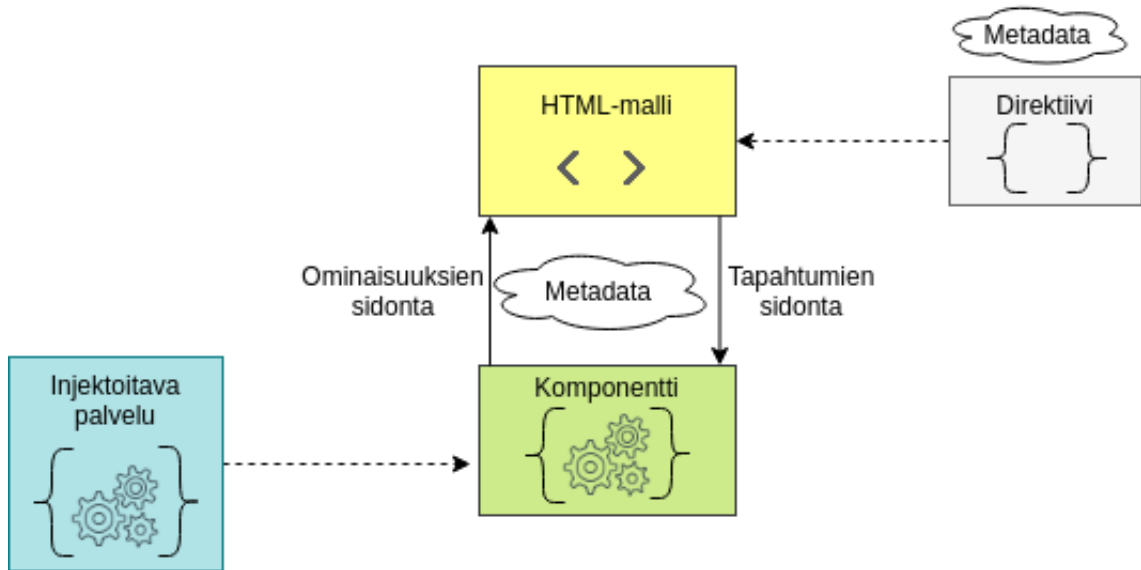 Metadata
HTML-malli
Direktiivi
{ }
< >
Ominaisuuksien
sidonta
Metadata
Tapahtumien
sidonta
Injektoitava
palvelu
{ }
Komponentti
{ }